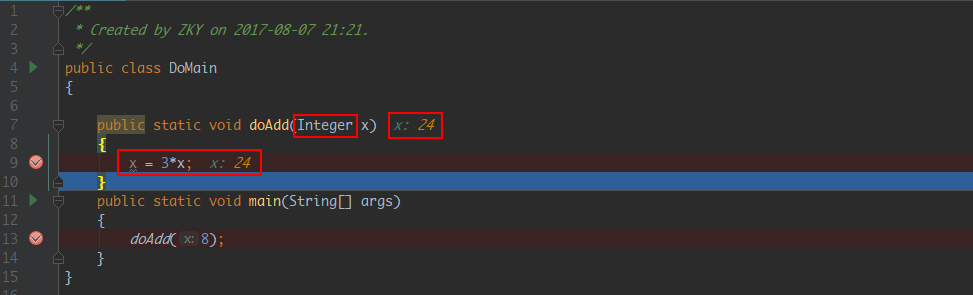 1 /**
2 * Created by ZKY on 2017-08-07 21:21.
3 */
4 public class DoMain
5 {
6
7 public static void doAdd(Integer x) x: 24
8 {
9 x = 3*x; x: 24
10 }
11 public static void main(String[] args)
12 {
13 doAdd( x: 8);
14 }
15 }